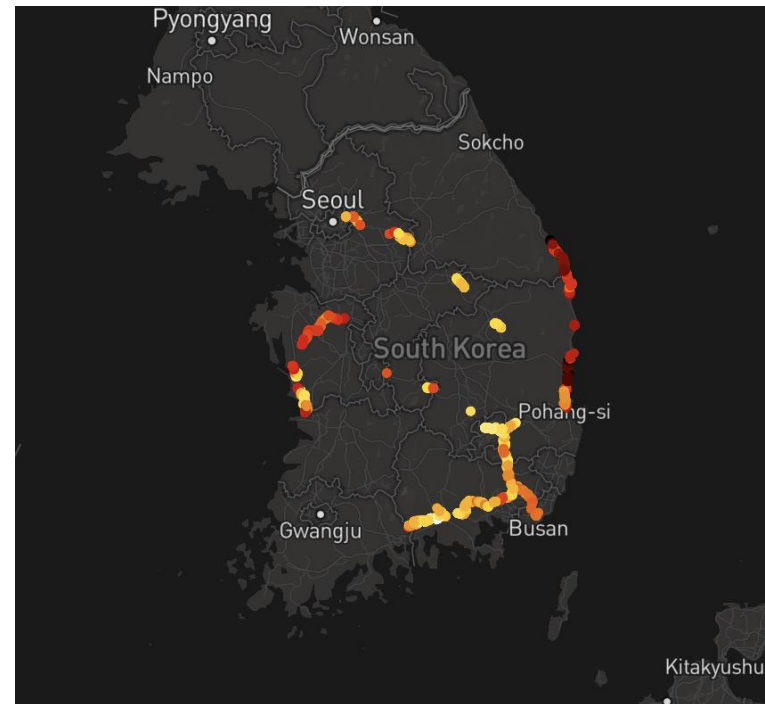 Pyongyang
Wonsan
Nampo
Sokcho
Seoul
South Korea
Pohang-si
Gwangju
Busan
Kitakyushu